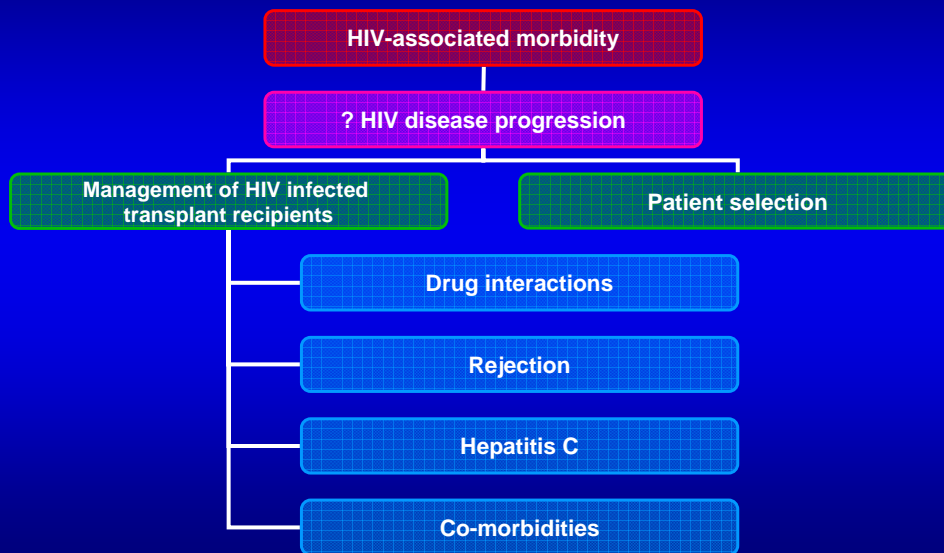 HIV-associated morbidity
? HIV disease progression
Management of HIV infected
transplant recipients
Patient selection
Drug interactions
Rejection
Hepatitis C
Co-morbidities